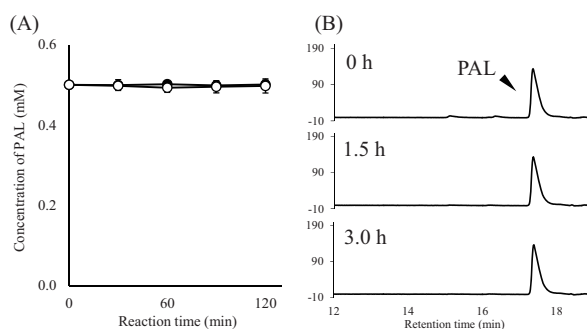 (A)
0.6
0.4
0.2
0.0
Concentration of PAL (mM)
0
60
120
Reaction time (min)
(B)
190
0 h
PAL
90
-10
190
1.5 h
90
-10
190
3.0 h
90
-10
12
14
16
18
Retention time (min)